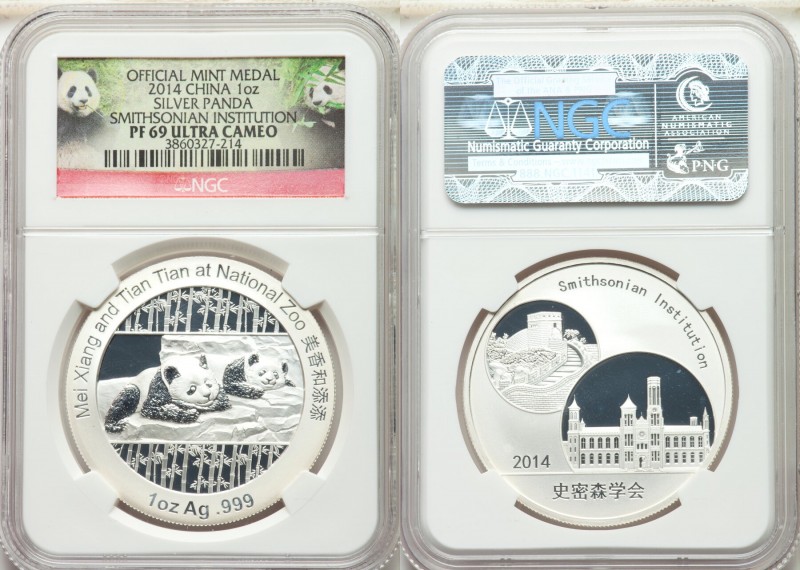 OFFICIAL MINT MEDAL
2014 CHINA 1oz
SILVER PANDA
SMITHSONIAN INSTITUTION
PF 69 ULTRA CAMEO
3860327-214
NGC
Mei Xiang and Tian Tian at National Zoo 美香和添添
1oz Ag .999
NGC
Numismatic Guaranty Corporation
AMERICAN
NUMISMATIC
ASSOCIATION
PNG
Smithsonian Institution
2014
史密森学会